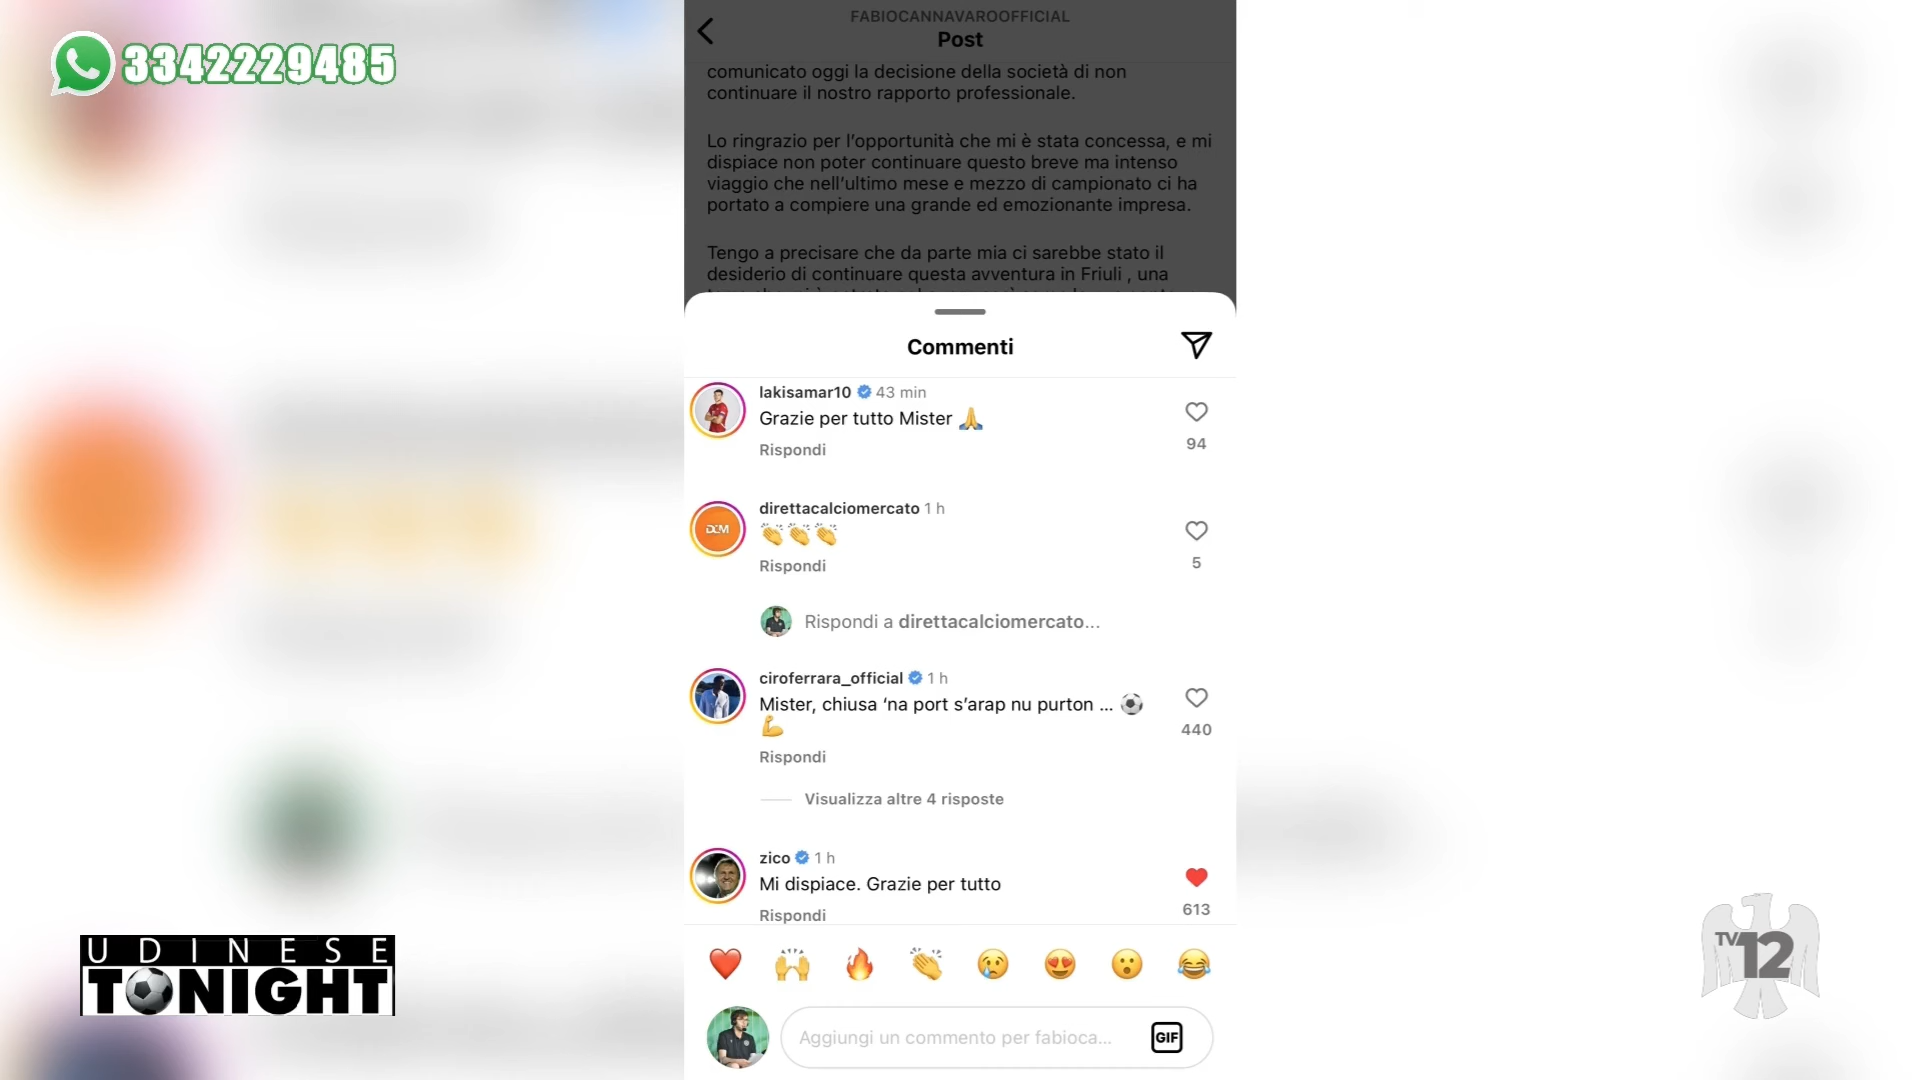 3342229485
FABIOCANNAVAROOFFICIAL
Post
comunicato oggi la decisione della società di non
continuare il nostro rapporto professionale.
Lo ringrazio per l'opportunità che mi è stata concessa, e mi
dispiace non poter continuare questo breve ma intenso
viaggio che nell'ultimo mese e mezzo di campionato ci ha
portato a compiere una grande ed emozionante impresa.
Tengo a precisare che da parte mia ci sarebbe stato il
desiderio di continuare questa avventura in Friuli , una
Commenti
lakisamar10 43 min
Grazie per tutto Mister 🙏
Rispondi
94
direttacalciomercato 1 h
👏👏👏
Rispondi
5
DCM
Rispondi a direttacalciomercato...
ciroferrara_official 1 h
Mister, chiusa ‘na port s’arap nu purton ... ⚽
💪
Rispondi
440
Visualizza altre 4 risposte
zico 1 h
Mi dispiace. Grazie per tutto
Rispondi
613
❤️ 🙌 🔥 👏 😢 😍 😮 😂
Aggiungi un commento per fabioca...
GIF
UDINESE
TONIGHT
TV12